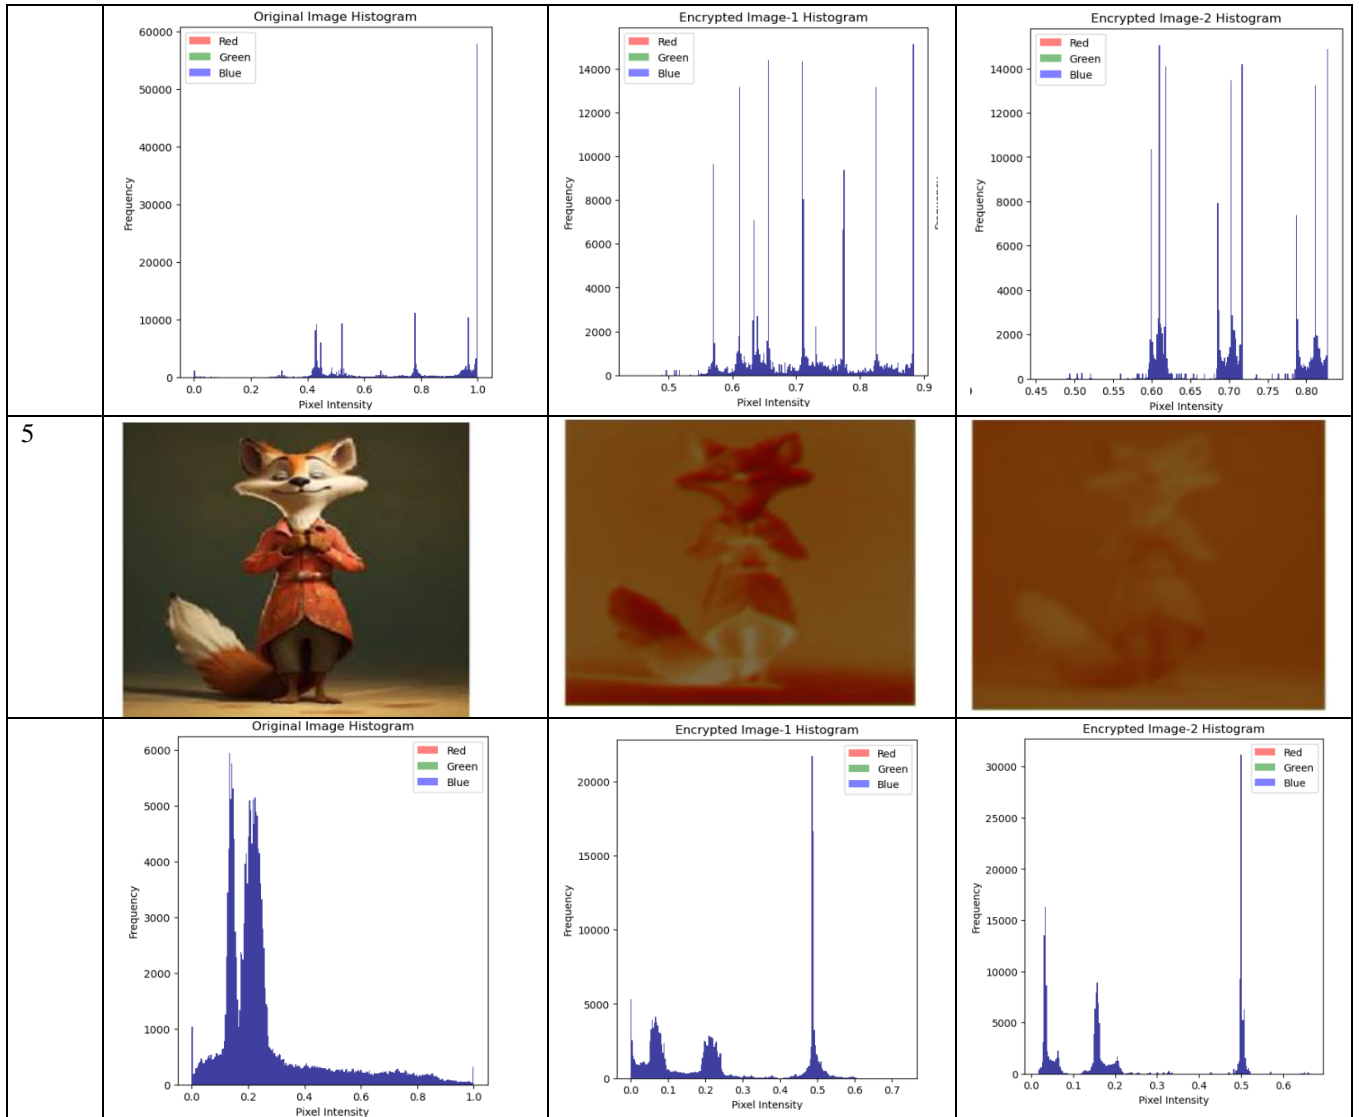 Original Image Histogram
Red
Green
Blue
60000
50000
40000
30000
20000
10000
0
Frequency
0.0 0.2 0.4 0.6 0.8 1.0
Pixel Intensity
Encrypted Image-1 Histogram
Red
Green
Blue
14000
12000
10000
8000
6000
4000
2000
0
Frequency
0.5 0.6 0.7 0.8 0.9
Pixel Intensity
Encrypted Image-2 Histogram
Red
Green
Blue
14000
12000
10000
8000
6000
4000
2000
0
Frequency
0.45 0.50 0.55 0.60 0.65 0.70 0.75 0.80
Pixel Intensity
5
Original Image Histogram
Red
Green
Blue
6000
5000
4000
3000
2000
1000
0
Frequency
0.0 0.2 0.4 0.6 0.8 1.0
Pixel Intensity
Encrypted Image-1 Histogram
Red
Green
Blue
20000
15000
10000
5000
0
Frequency
0.0 0.1 0.2 0.3 0.4 0.5 0.6 0.7
Pixel Intensity
Encrypted Image-2 Histogram
Red
Green
Blue
30000
25000
20000
15000
10000
5000
0
Frequency
0.0 0.1 0.2 0.3 0.4 0.5 0.6
Pixel Intensity